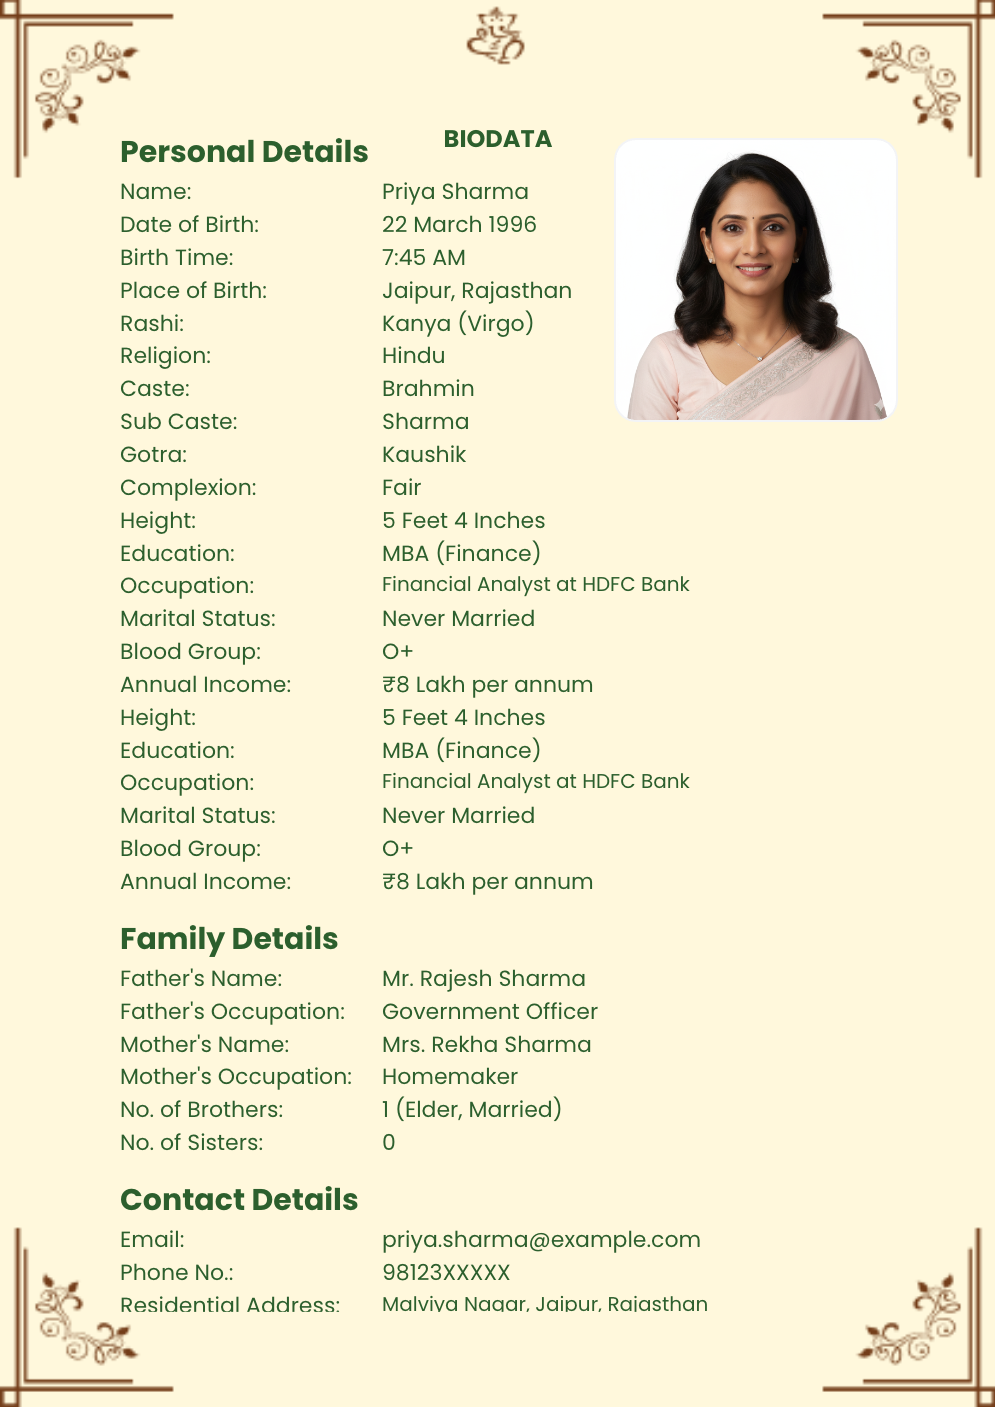 BIODATA
Personal Details
Name: Priya Sharma
Date of Birth: 22 March 1996
Birth Time: 7:45 AM
Place of Birth: Jaipur, Rajasthan
Rashi: Kanya (Virgo)
Religion: Hindu
Caste: Brahmin
Sub Caste: Sharma
Gotra: Kaushik
Complexion: Fair
Height: 5 Feet 4 Inches
Education: MBA (Finance)
Occupation: Financial Analyst at HDFC Bank
Marital Status: Never Married
Blood Group: O+
Annual Income: ₹8 Lakh per annum
Height: 5 Feet 4 Inches
Education: MBA (Finance)
Occupation: Financial Analyst at HDFC Bank
Marital Status: Never Married
Blood Group: O+
Annual Income: ₹8 Lakh per annum
Family Details
Father's Name: Mr. Rajesh Sharma
Father's Occupation: Government Officer
Mother's Name: Mrs. Rekha Sharma
Mother's Occupation: Homemaker
No. of Brothers: 1 (Elder, Married)
No. of Sisters: 0
Contact Details
Email: priya.sharma@example.com
Phone No.: 98123XXXXX
Residential Address: Malviya Nagar, Jaipur, Rajasthan